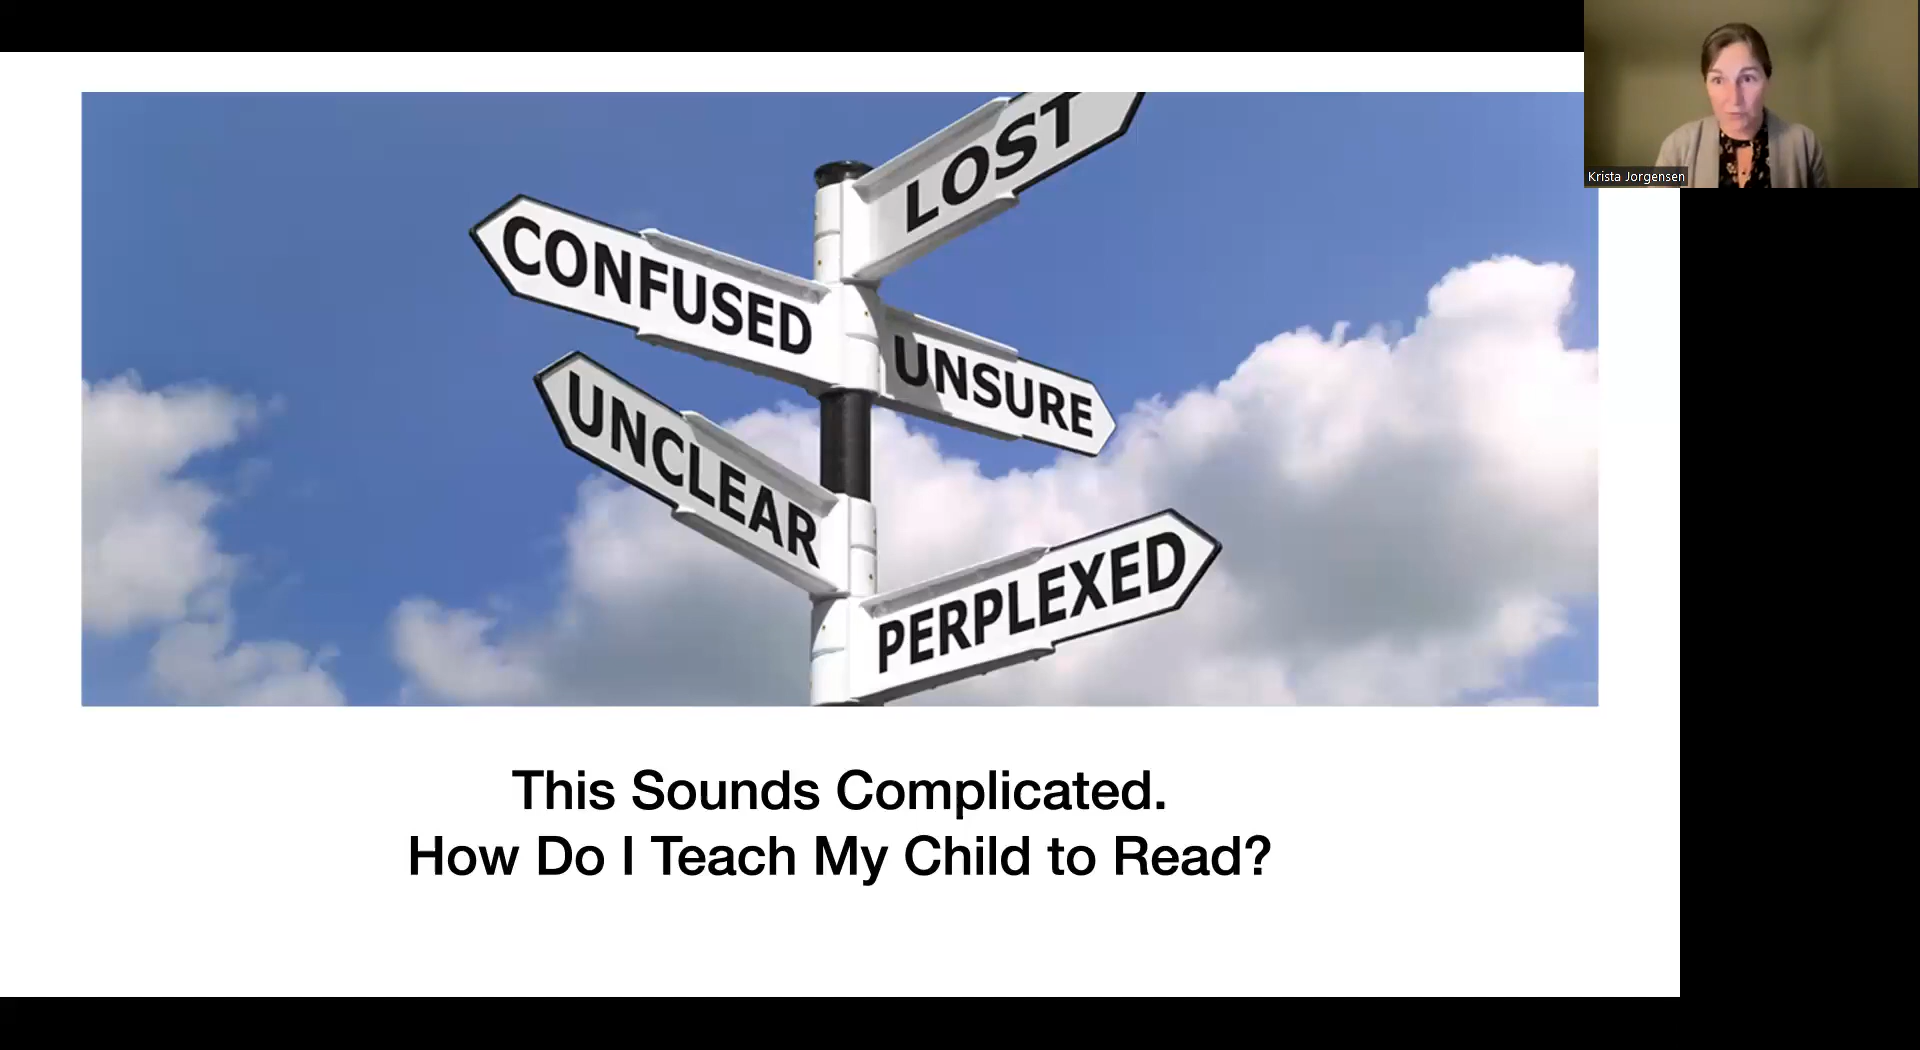 Krista Jorgensen
LOST
CONFUSED
UNSURE
UNCLEAR
PERPLEXED
This Sounds Complicated.
How Do I Teach My Child to Read?